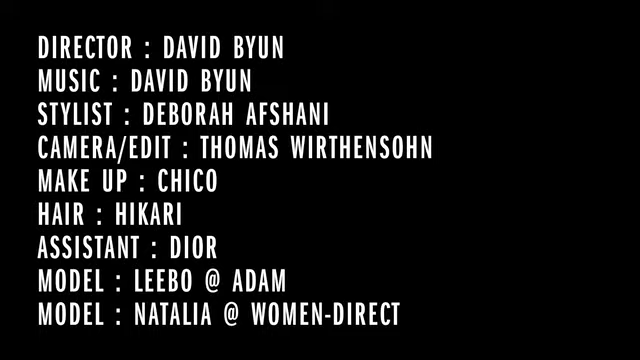 DIRECTOR : DAVID BYUN
MUSIC : DAVID BYUN
STYLIST : DEBORAH AFSHANI
CAMERA/EDIT : THOMAS WIRTHENSOHN
MAKE UP : CHICO
HAIR : HIKARI
ASSISTANT : DIOR
MODEL : LEEBO @ ADAM
MODEL : NATALIA @ WOMEN-DIRECT